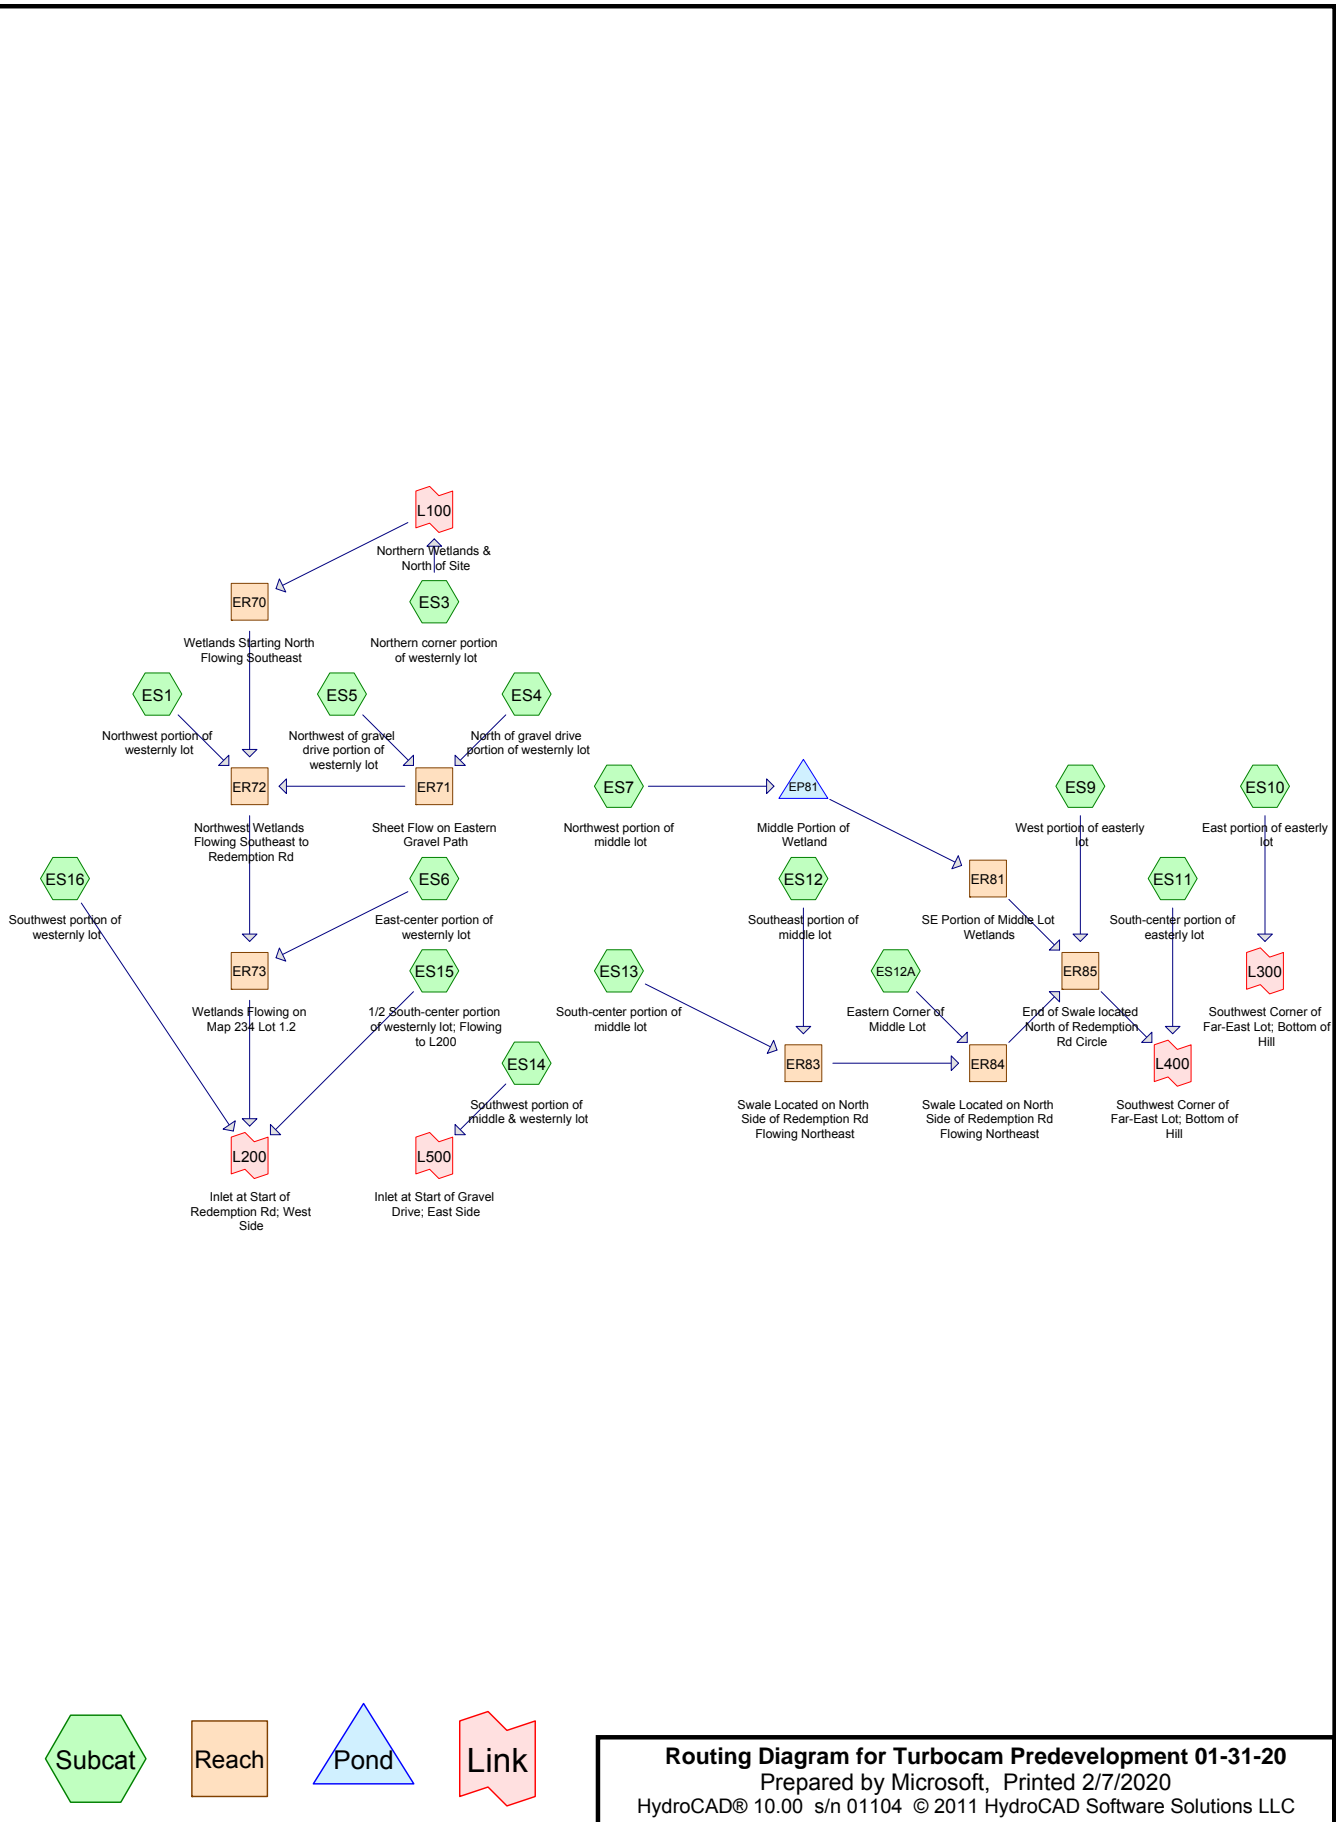 L100
Northern Wetlands &
North of Site
ER70
Wetlands Starting North
Flowing Southeast
ES3
Northern corner portion
of westernly lot
ES1
Northwest portion of
westernly lot
ES5
Northwest of gravel
drive portion of
westernly lot
ES4
North of gravel drive
portion of westernly lot
ER72
Northwest Wetlands
Flowing Southeast to
Redemption Rd
ER71
Sheet Flow on Eastern
Gravel Path
ES7
Northwest portion of
middle lot
EP81
Middle Portion of
Wetland
ES9
West portion of easterly
lot
ES10
East portion of easterly
lot
ES16
Southwest portion of
westernly lot
ES6
East-center portion of
westernly lot
ES12
Southeast portion of
middle lot
ER81
SE Portion of Middle Lot
Wetlands
ES11
South-center portion of
easterly lot
ER73
Wetlands Flowing on
Map 234 Lot 1.2
ES15
1/2 South-center portion
of westernly lot; Flowing
to L200
ES13
South-center portion of
middle lot
ES12A
Eastern Corner of
Middle Lot
ER85
End of Swale located
North of Redemption
Rd Circle
L300
Southwest Corner of
Far-East Lot; Bottom of
Hill
ES14
Southwest portion of
middle & westernly lot
ER83
Swale Located on North
Side of Redemption Rd
Flowing Northeast
ER84
Swale Located on North
Side of Redemption Rd
Flowing Northeast
L400
Southwest Corner of
Far-East Lot; Bottom of
Hill
L200
Inlet at Start of
Redemption Rd; West
Side
L500
Inlet at Start of Gravel
Drive; East Side
Subcat
Reach
Pond
Link
Routing Diagram for Turbocam Predevelopment 01-31-20
Prepared by Microsoft, Printed 2/7/2020
HydroCAD® 10.00 s/n 01104 © 2011 HydroCAD Software Solutions LLC